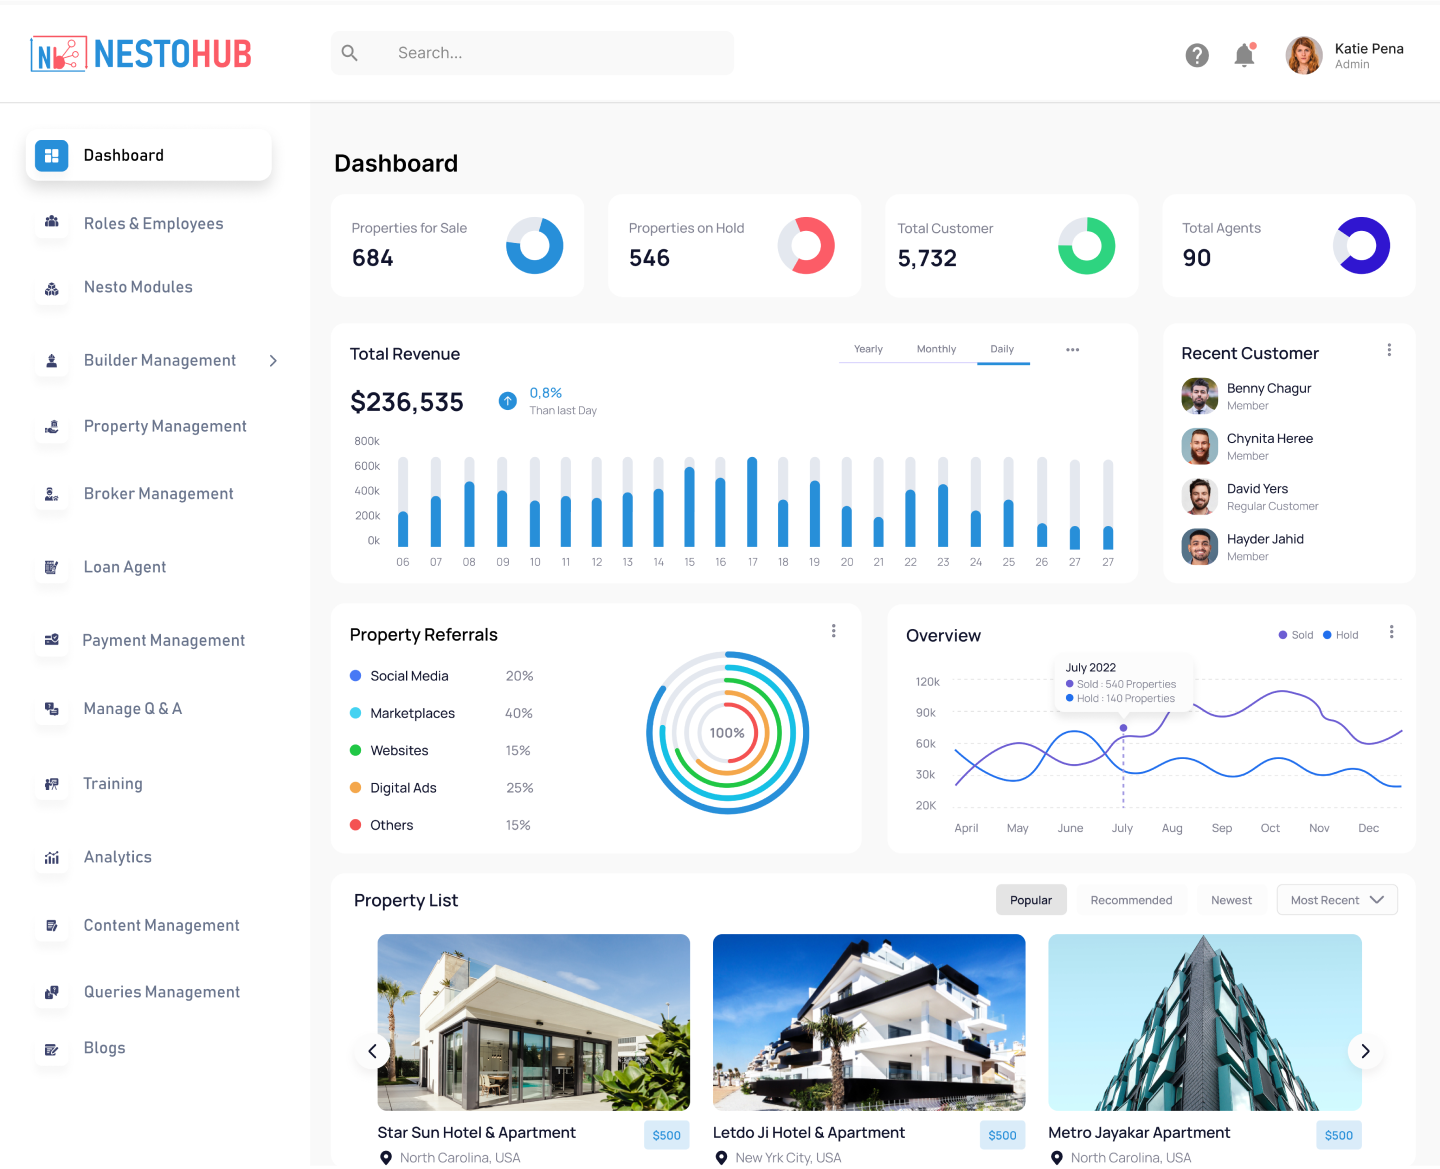 NESTOHUB
Search...
Katie Pena
Admin
Dashboard
Roles & Employees
Nesto Modules
Builder Management
Property Management
Broker Management
Loan Agent
Payment Management
Manage Q & A
Training
Analytics
Content Management
Queries Management
Blogs
Dashboard
Properties for Sale
684
Properties on Hold
546
Total Customer
5,732
Total Agents
90
Total Revenue
Yearly Monthly Daily
$236,535
0,8%
Than last Day
800k
600k
400k
200k
0k
06 07 08 09 10 11 12 13 14 15 16 17 18 19 20 21 22 23 24 25 26 27 27
Recent Customer
Benny Chagur
Member
Chynita Heree
Member
David Yers
Regular Customer
Hayder Jahid
Member
Property Referrals
Social Media 20%
Marketplaces 40%
Websites 15%
Digital Ads 25%
Others 15%
100%
Overview
Sold Hold
July 2022
Sold : 540 Properties
Hold : 140 Properties
120k
90k
60k
30k
20K
April May June July Aug Sep Oct Nov Dec
Property List
Popular Recommended Newest Most Recent
Star Sun Hotel & Apartment $500
North Carolina, USA
Letdo Ji Hotel & Apartment $500
New Yrk City, USA
Metro Jayakar Apartment $500
North Carolina, USA